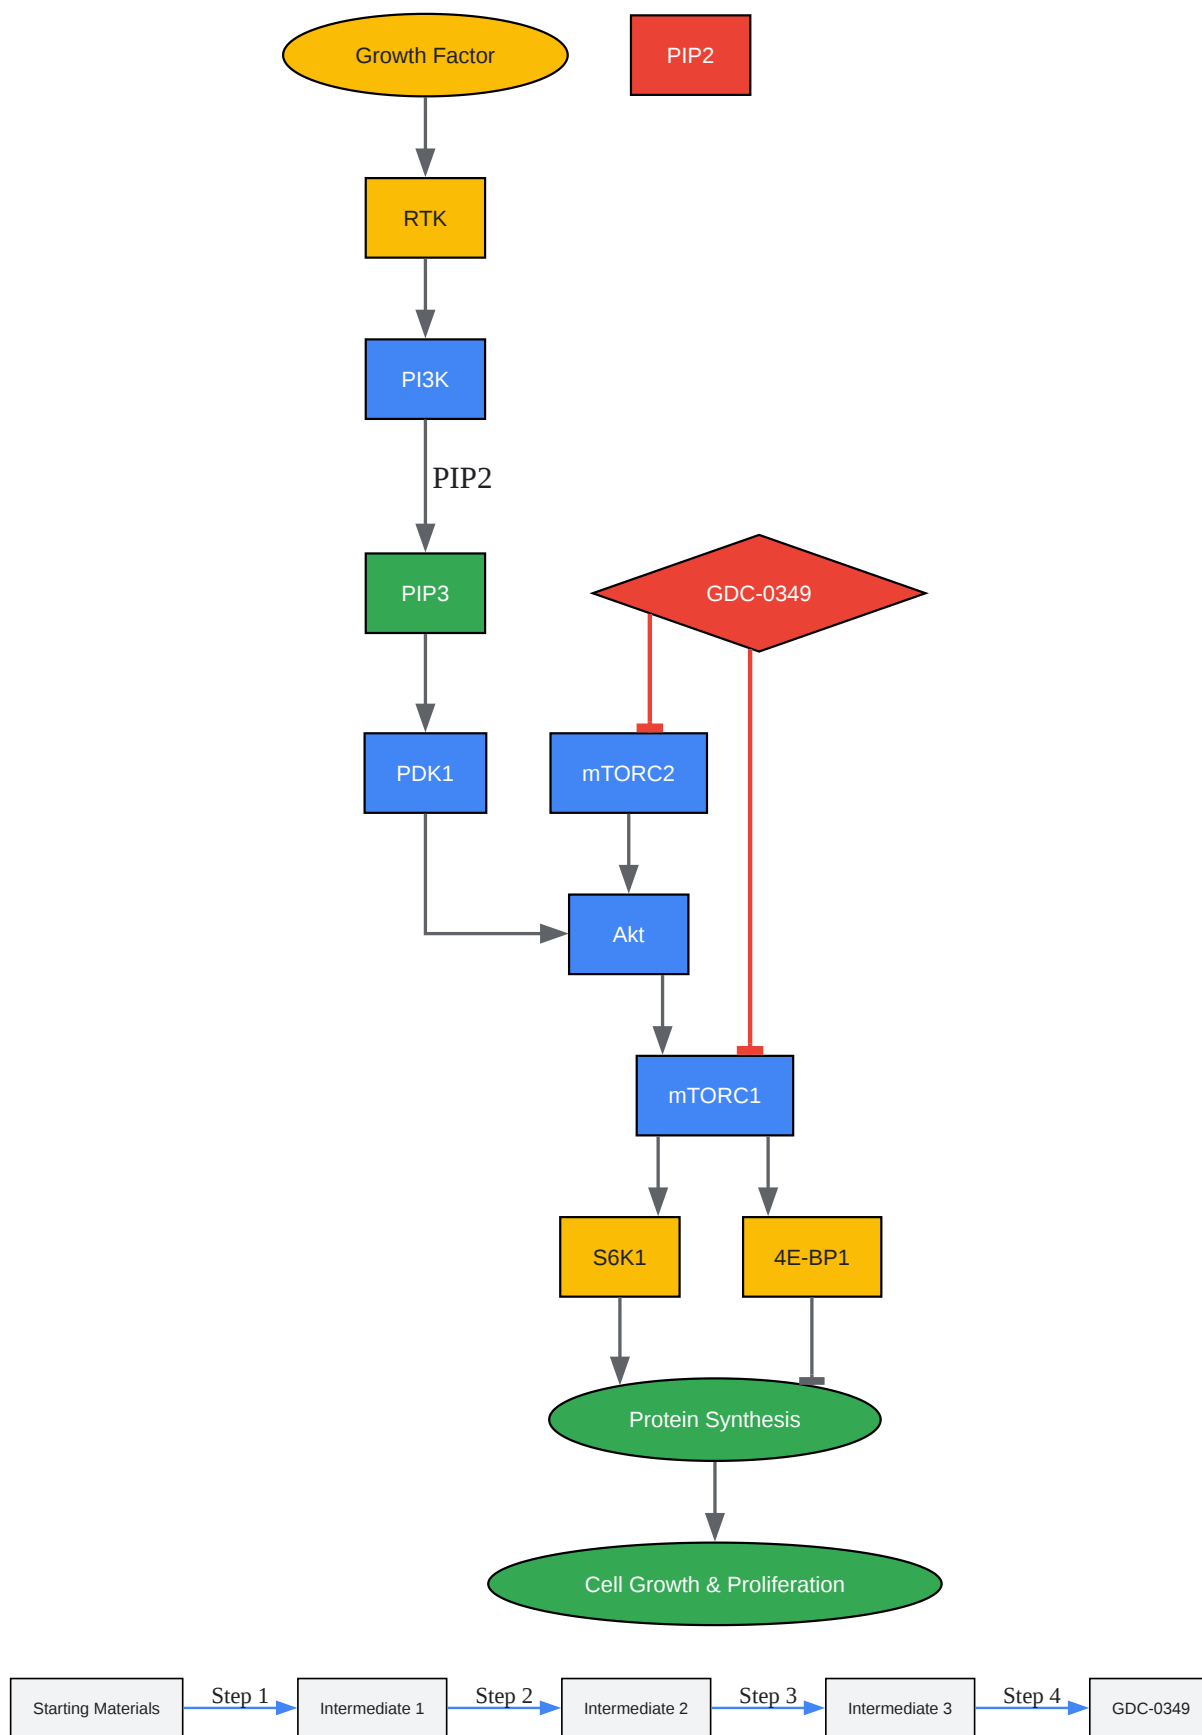 Growth Factor
PIP2
RTK
PI3K
PIP2
PIP3
GDC-0349
PDK1
mTORC2
Akt
mTORC1
S6K1
4E-BP1
Protein Synthesis
Cell Growth & Proliferation
Starting Materials
Step 1
Intermediate 1
Step 2
Intermediate 2
Step 3
Intermediate 3
Step 4
GDC-0349